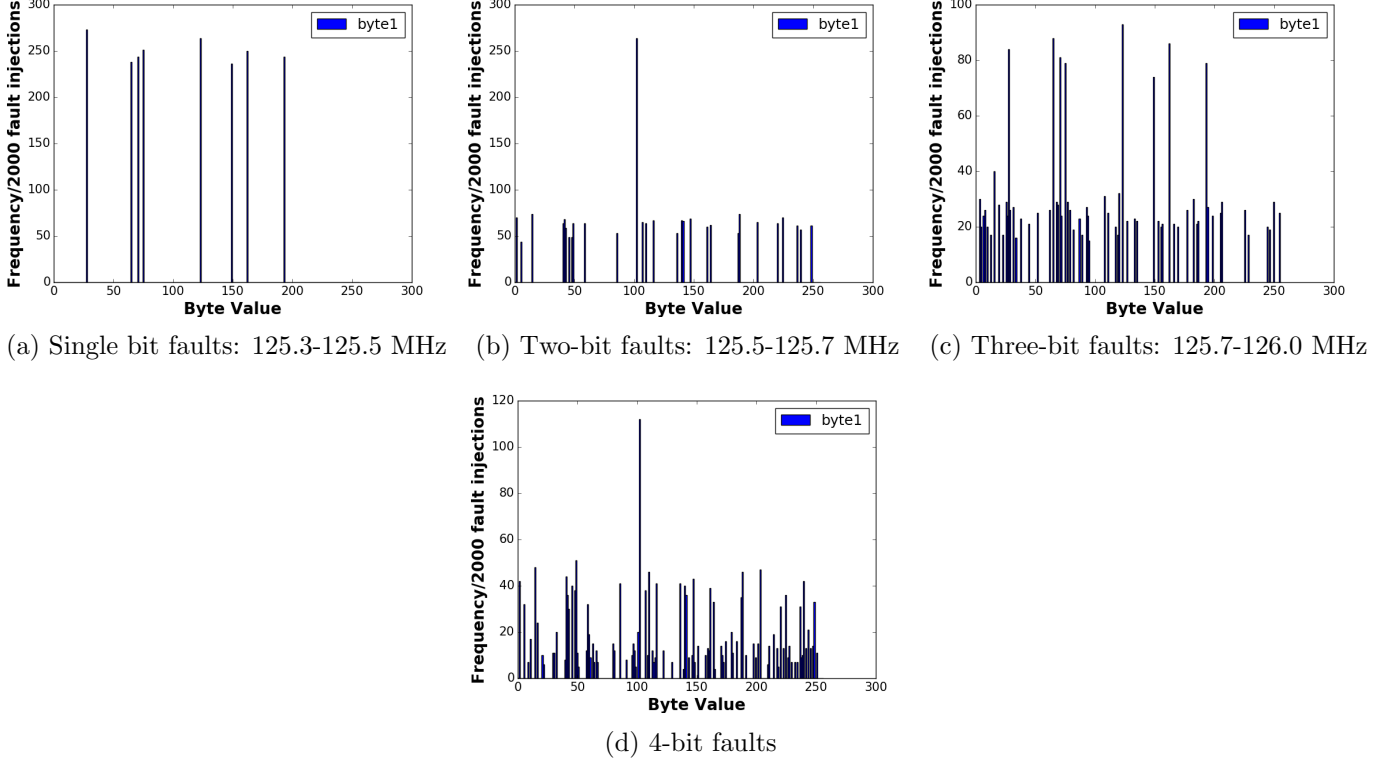 300
250
200
150
100
50
0
0 50 100 150 200 250 300
Frequency/2000 fault injections
Byte Value
byte1
(a) Single bit faults: 125.3-125.5 MHz
300
250
200
150
100
50
0
0 50 100 150 200 250 300
Frequency/2000 fault injections
Byte Value
byte1
(b) Two-bit faults: 125.5-125.7 MHz
100
80
60
40
20
0
0 50 100 150 200 250 300
Frequency/2000 fault injections
Byte Value
byte1
(c) Three-bit faults: 125.7-126.0 MHz
120
100
80
60
40
20
0
0 50 100 150 200 250 300
Frequency/2000 fault injections
Byte Value
byte1
(d) 4-bit faults